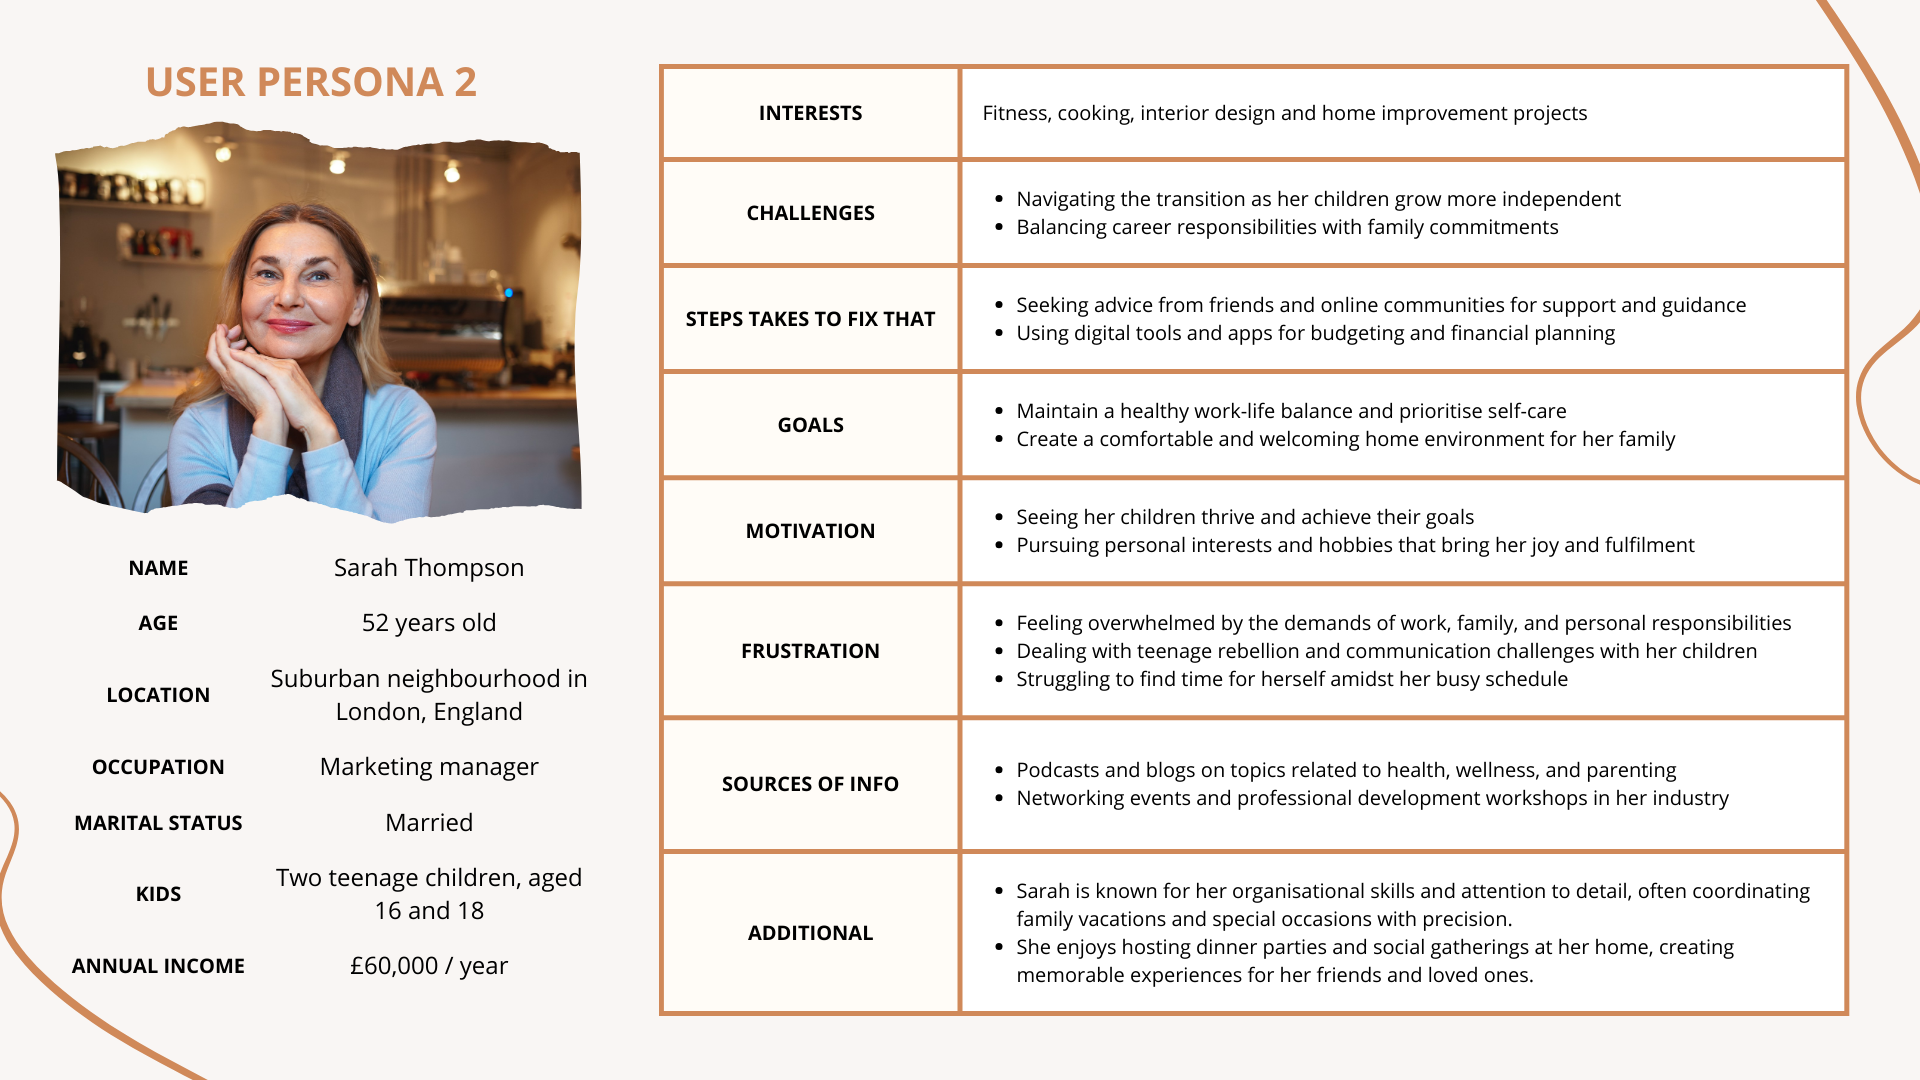 USER PERSONA 2
NAME Sarah Thompson
AGE 52 years old
LOCATION Suburban neighbourhood in
London, England
OCCUPATION Marketing manager
MARITAL STATUS Married
KIDS Two teenage children, aged
16 and 18
ANNUAL INCOME £60,000 / year
INTERESTS Fitness, cooking, interior design and home improvement projects
CHALLENGES
• Navigating the transition as her children grow more independent
• Balancing career responsibilities with family commitments
STEPS TAKES TO FIX THAT
• Seeking advice from friends and online communities for support and guidance
• Using digital tools and apps for budgeting and financial planning
GOALS
• Maintain a healthy work-life balance and prioritise self-care
• Create a comfortable and welcoming home environment for her family
MOTIVATION
• Seeing her children thrive and achieve their goals
• Pursuing personal interests and hobbies that bring her joy and fulfilment
FRUSTRATION
• Feeling overwhelmed by the demands of work, family, and personal responsibilities
• Dealing with teenage rebellion and communication challenges with her children
• Struggling to find time for herself amidst her busy schedule
SOURCES OF INFO
• Podcasts and blogs on topics related to health, wellness, and parenting
• Networking events and professional development workshops in her industry
ADDITIONAL
• Sarah is known for her organisational skills and attention to detail, often coordinating
family vacations and special occasions with precision.
• She enjoys hosting dinner parties and social gatherings at her home, creating
memorable experiences for her friends and loved ones.